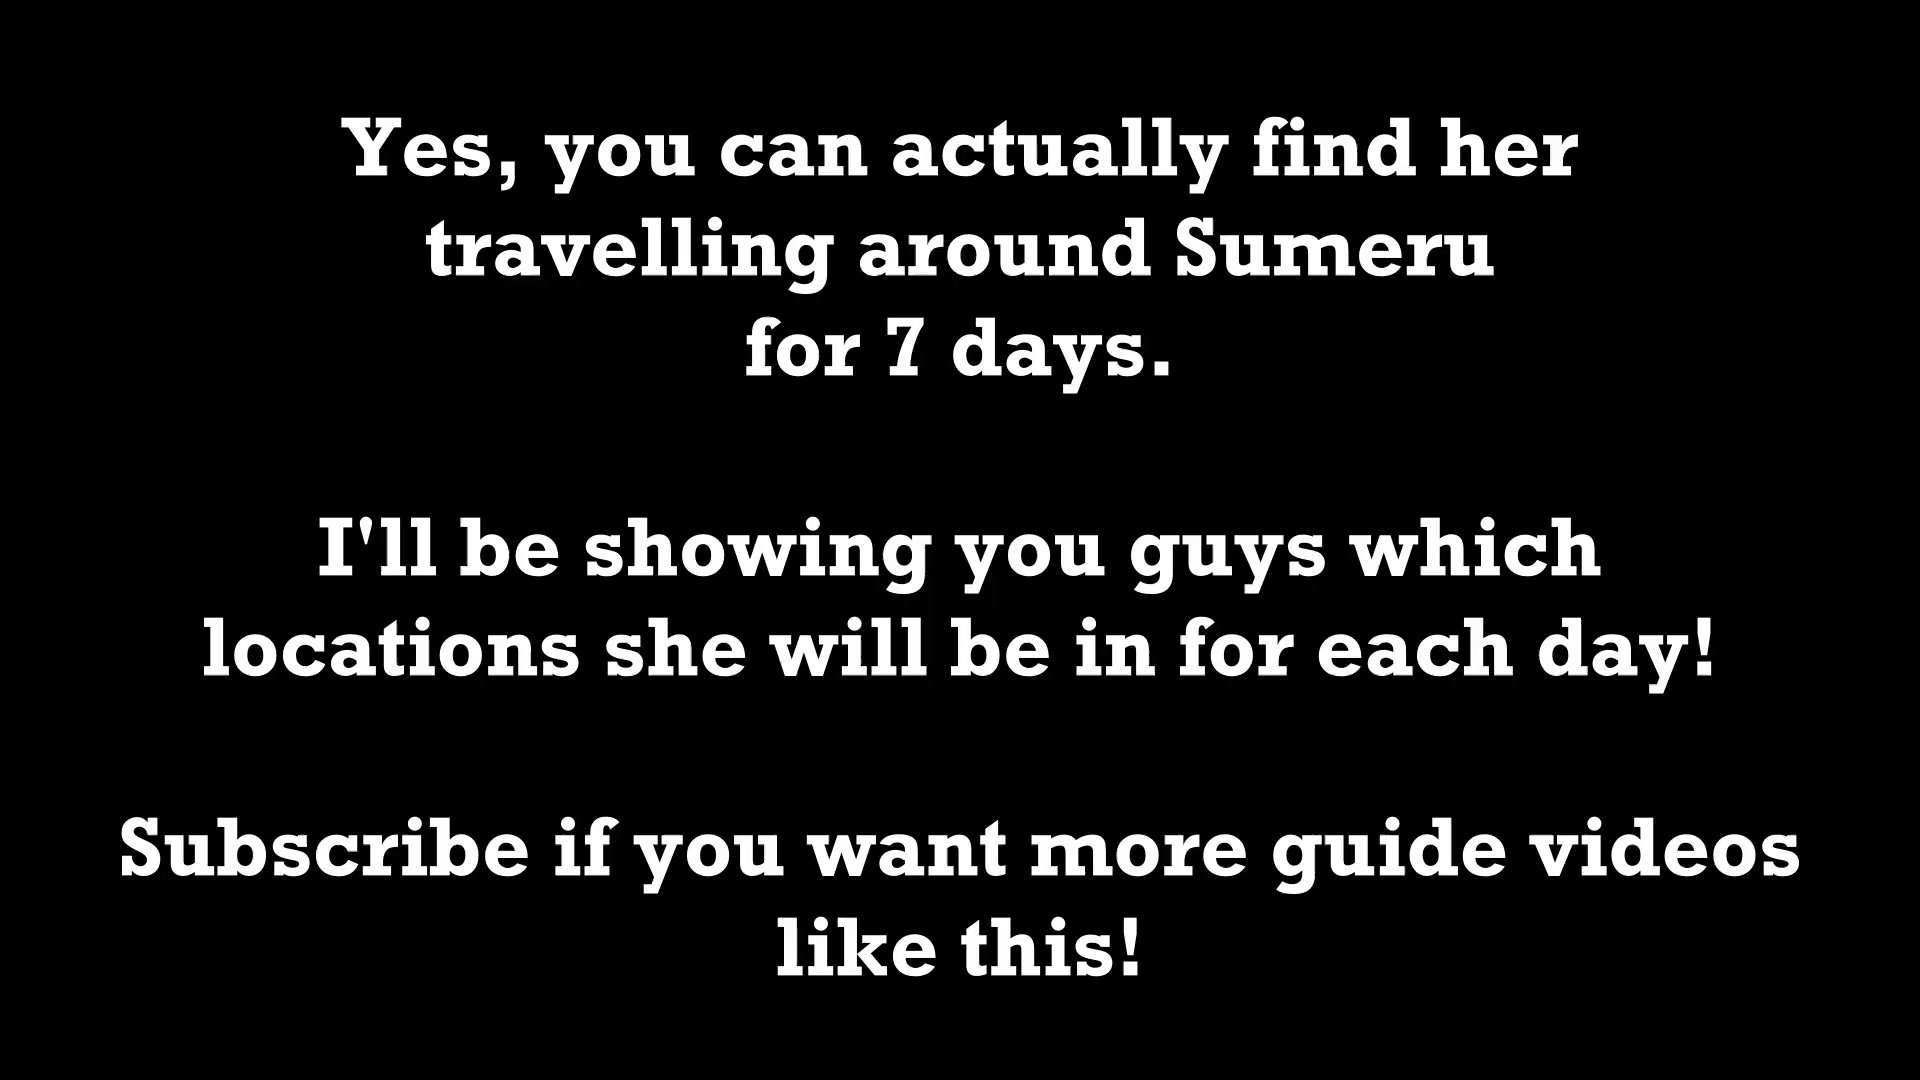 Yes, you can actually find her
travelling around Sumeru
for 7 days.
I'll be showing you guys which
locations she will be in for each day!
Subscribe if you want more guide videos
like this!